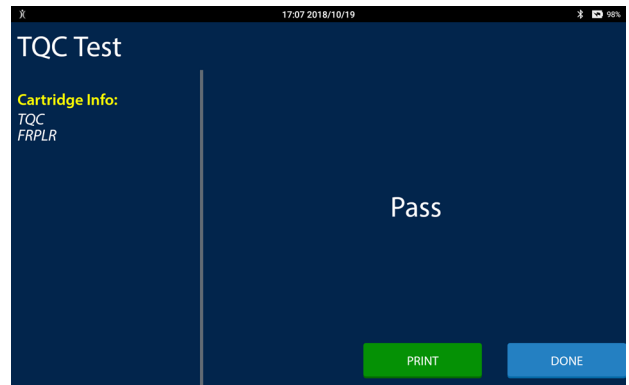 17:07 2018/10/19
98%
TQC Test
Cartridge Info:
TQC
FRPLR
Pass
PRINT
DONE